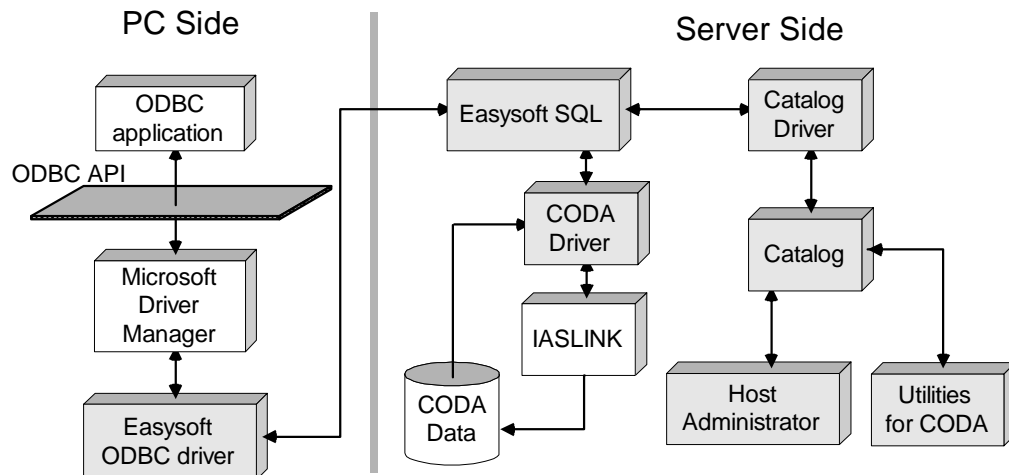 PC Side
Server Side
ODBC
application
ODBC API
Microsoft
Driver
Manager
Easysoft
ODBC driver
Easysoft SQL
Catalog
Driver
CODA
Driver
Catalog
IASLINK
CODA
Data
Host
Administrator
Utilities
for CODA